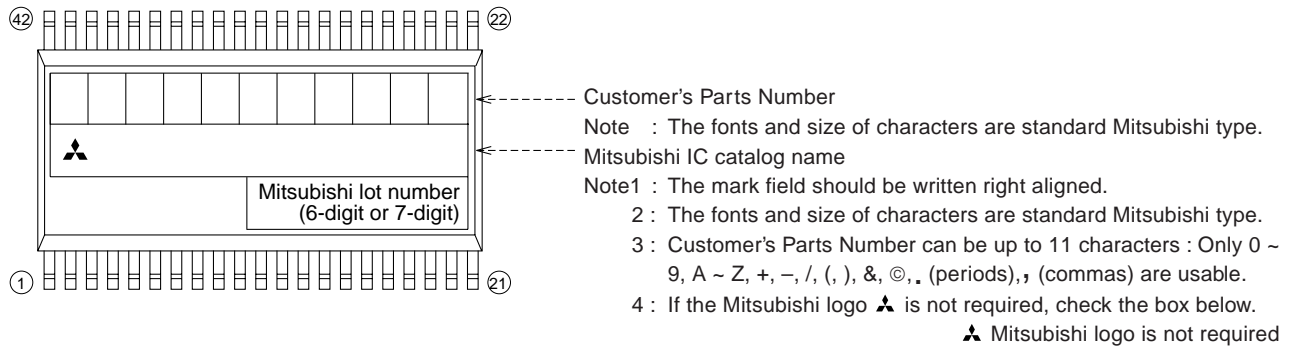 42 22
Customer's Parts Number
Note : The fonts and size of characters are standard Mitsubishi type.
Mitsubishi IC catalog name
Mitsubishi lot number
(6-digit or 7-digit)
Note1 : The mark field should be written right aligned.
2 : The fonts and size of characters are standard Mitsubishi type.
3 : Customer's Parts Number can be up to 11 characters : Only 0 ~
9, A ~ Z, +, –, /, (, ), &, ©, . (periods), , (commas) are usable.
4 : If the Mitsubishi logo is not required, check the box below.
Mitsubishi logo is not required
1 21